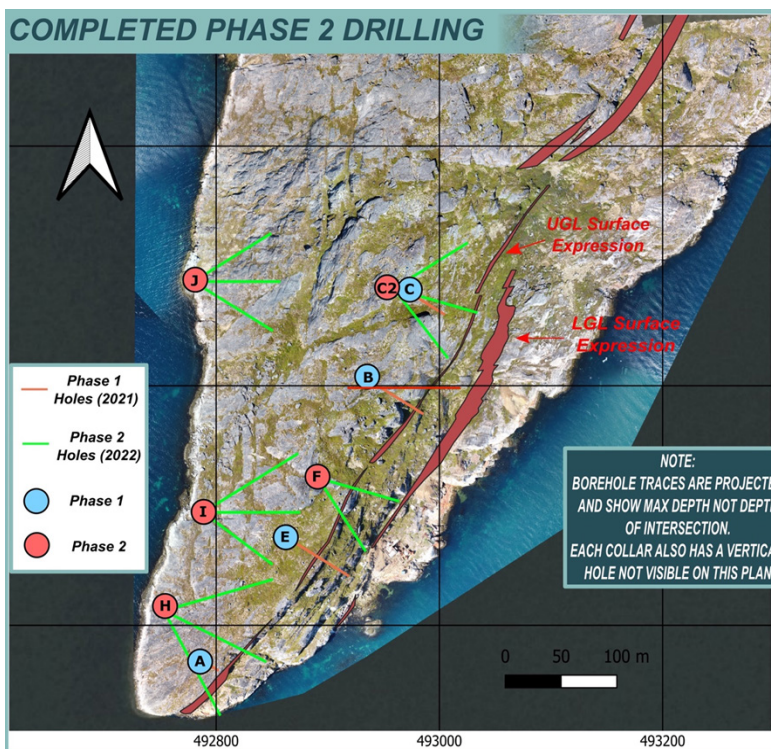 COMPLETED PHASE 2 DRILLING
UGL Surface
Expression
J
C2
C
LGL Surface
Expression
B
Phase 1
Holes (2021)
Phase 2
Holes (2022)
Phase 1
Phase 2
F
I
E
H
A
NOTE:
BOREHOLE TRACES ARE PROJECTE
AND SHOW MAX DEPTH NOT DEPT
OF INTERSECTION.
EACH COLLAR ALSO HAS A VERTICA
HOLE NOT VISIBLE ON THIS PLAN
0 50 100 m
492800 493000 493200